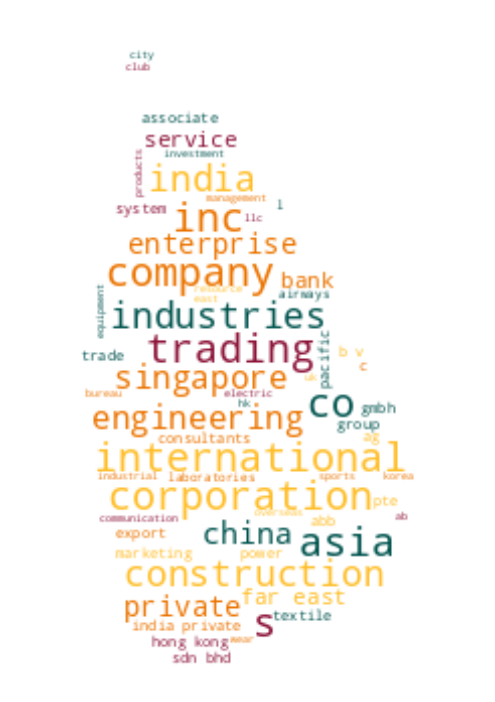 city
club
associate
service
investment
products
india
management
system
inc
l
llc
enterprise
company
bank
resource
airways
east
equipment
industries
trading
pacific
trade
b v
c
singapore
uk
bureau
electric
hk
co
gmbh
engineering
group
consultants
ag
international
industrial
laboratories
sports
korea
corporation
pte
overseas
communication
abb
ab
export
china
asia
marketing
power
construction
far east
private
s
textile
india private
wear
hong kong
sdn bhd